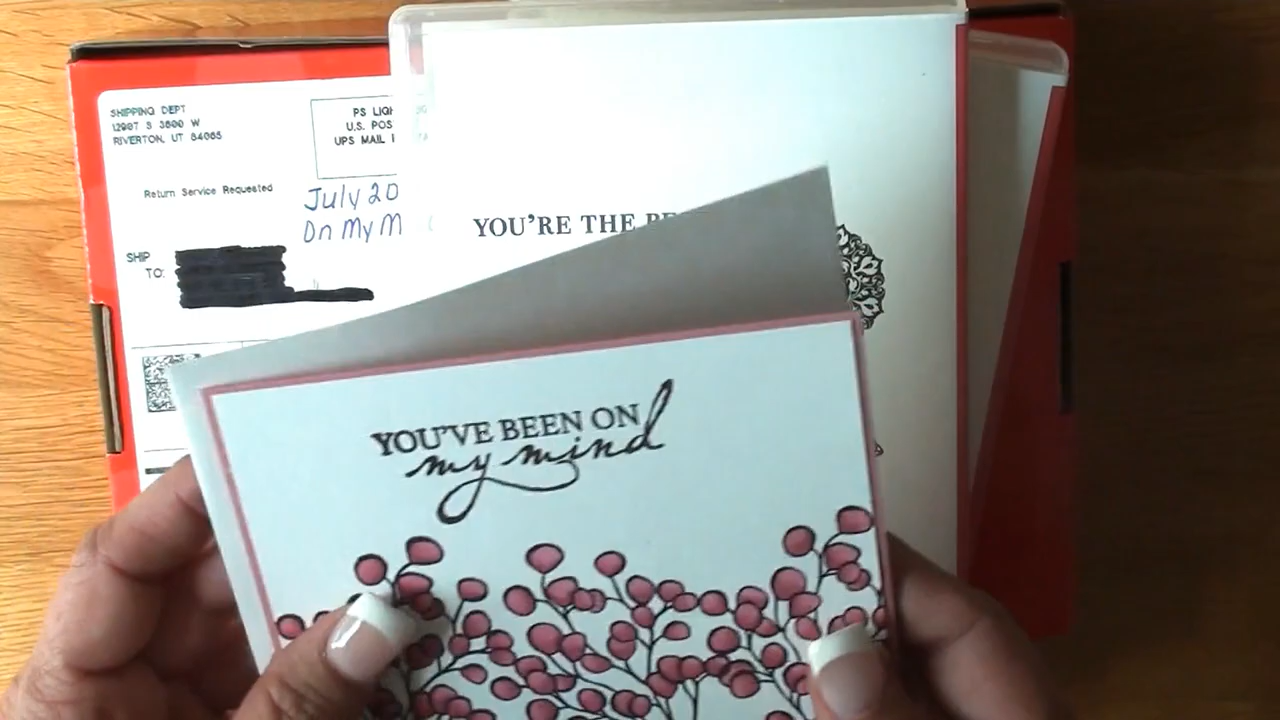 SHIPPING DEPT
12907 S 3600 W
RIVERTON, UT 84065
U.S.
UPS MAIL
Return Service Requested
July 20
On My M
SHIP
TO:
YOU'RE THE
YOU'VE BEEN ON
my mind